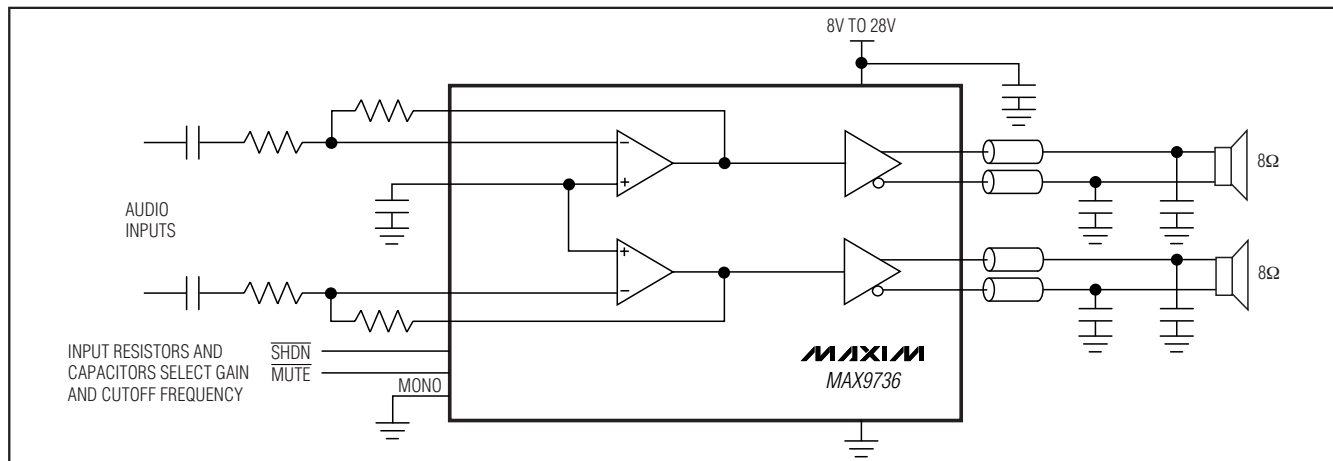 8V TO 28V
8Ω
AUDIO
INPUTS
8Ω
INPUT RESISTORS AND
CAPACITORS SELECT GAIN
AND CUTOFF FREQUENCY
SHDN
MUTE
MONO
MAXIM
MAX9736
−
+
+
−